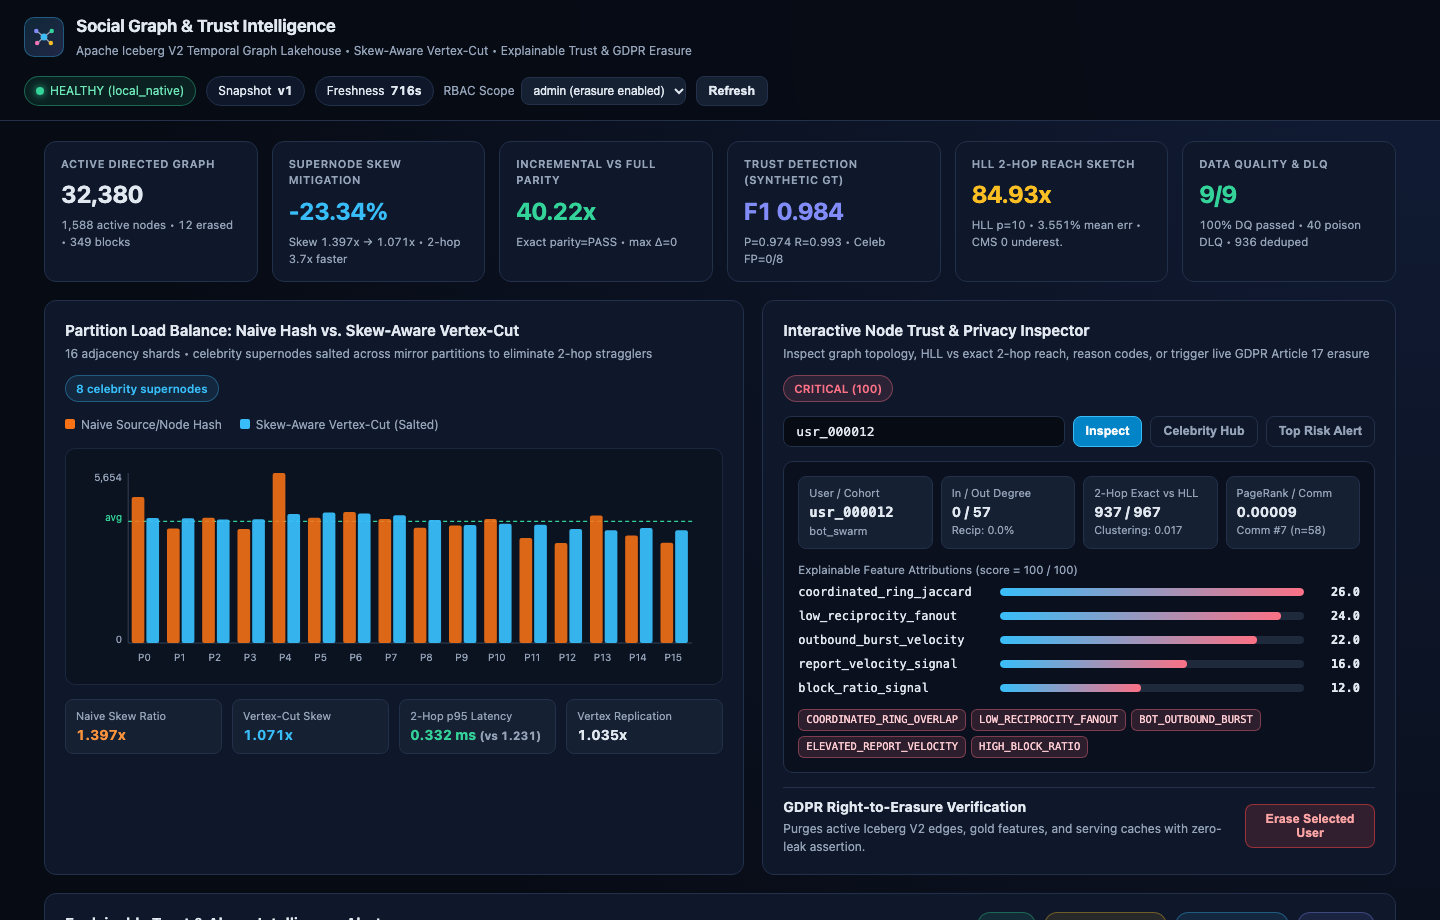 Social Graph & Trust Intelligence
Apache Iceberg V2 Temporal Graph Lakehouse • Skew-Aware Vertex-Cut • Explainable Trust & GDPR Erasure
HEALTHY (local_native)
Snapshot v1
Freshness 716s
RBAC Scope
admin (erasure enabled)
Refresh
ACTIVE DIRECTED GRAPH
32,380
1,588 active nodes • 12 erased
• 349 blocks
SUPERNODE SKEW
MITIGATION
-23.34%
Skew 1.397x → 1.071x • 2-hop
3.7x faster
INCREMENTAL VS FULL
PARITY
40.22x
Exact parity=PASS • max Δ=0
TRUST DETECTION
(SYNTHETIC GT)
F1 0.984
P=0.974 R=0.993 • Celeb
FP=0/8
HLL 2-HOP REACH SKETCH
84.93x
HLL p=10 • 3.551% mean err •
CMS 0 underest.
DATA QUALITY & DLQ
9/9
100% DQ passed • 40 poison
DLQ • 936 deduped
Partition Load Balance: Naive Hash vs. Skew-Aware Vertex-Cut
16 adjacency shards • celebrity supernodes salted across mirror partitions to eliminate 2-hop stragglers
8 celebrity supernodes
Naive Source/Node Hash
Skew-Aware Vertex-Cut (Salted)
5,654
avg
0
P0 P1 P2 P3 P4 P5 P6 P7 P8 P9 P10 P11 P12 P13 P14 P15
Naive Skew Ratio
1.397x
Vertex-Cut Skew
1.071x
2-Hop p95 Latency
0.332 ms (vs 1.231)
Vertex Replication
1.035x
Interactive Node Trust & Privacy Inspector
Inspect graph topology, HLL vs exact 2-hop reach, reason codes, or trigger live GDPR Article 17 erasure
CRITICAL (100)
usr_000012
Inspect
Celebrity Hub
Top Risk Alert
User / Cohort
usr_000012
bot_swarm
In / Out Degree
0 / 57
Recip: 0.0%
2-Hop Exact vs HLL
937 / 967
Clustering: 0.017
PageRank / Comm
0.00009
Comm #7 (n=58)
Explainable Feature Attributions (score = 100 / 100)
coordinated_ring_jaccard 26.0
low_reciprocity_fanout 24.0
outbound_burst_velocity 22.0
report_velocity_signal 16.0
block_ratio_signal 12.0
COORDINATED_RING_OVERLAP
LOW_RECIPROCITY_FANOUT
BOT_OUTBOUND_BURST
ELEVATED_REPORT_VELOCITY
HIGH_BLOCK_RATIO
GDPR Right-to-Erasure Verification
Purges active Iceberg V2 edges, gold features, and serving caches with zero-
leak assertion.
Erase Selected
User